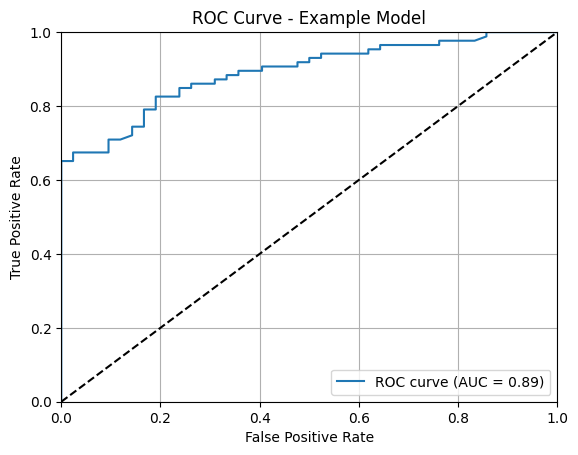 ROC Curve - Example Model
True Positive Rate
1.0
0.8
0.6
0.4
0.2
0.0
ROC curve (AUC = 0.89)
0.0 0.2 0.4 0.6 0.8 1.0
False Positive Rate